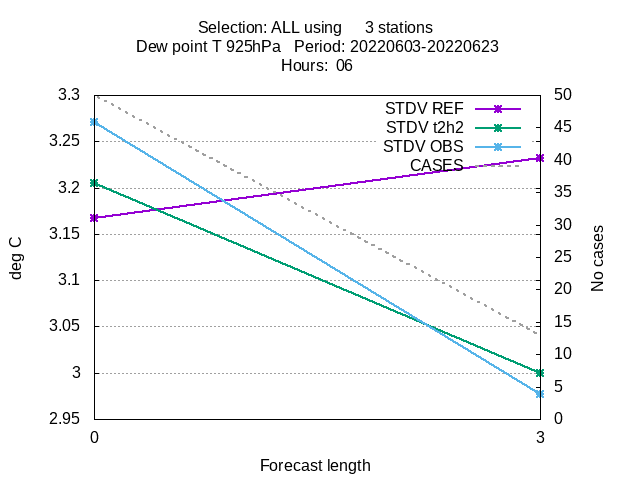 Selection: ALL using     3 stations
Dew point T 925hPa   Period: 20220603-20220623
Hours:  06
3.3
3.25
3.2
3.15
3.1
3.05
3
2.95
deg C
STDV REF
STDV t2h2
STDV OBS
CASES
50
45
40
35
30
25
20
15
10
5
0
No cases
0
3
Forecast length